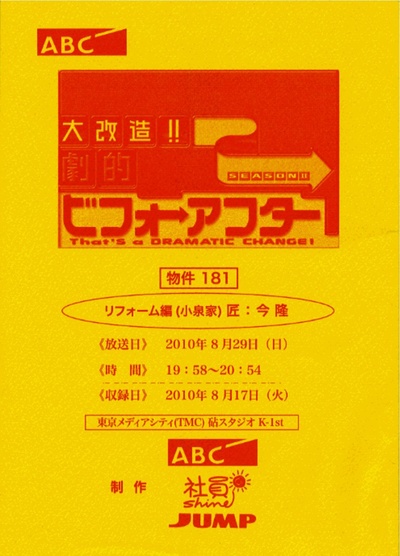 ABC
大改造!!
劇的
SEASON II
ビフォーアフター
That's a DRAMATIC CHANGE!
物件 181
リフォーム編 (小泉家) 匠：今 隆
《放送日》 2010年 8 月29日（日）
《時　間》 19：58〜20：54
《収録日》 2010年 8 月17日（火）
東京メディアシティ(TMC) 砧スタジオ K-1st
ABC
制 作 社員
shine
JUMP